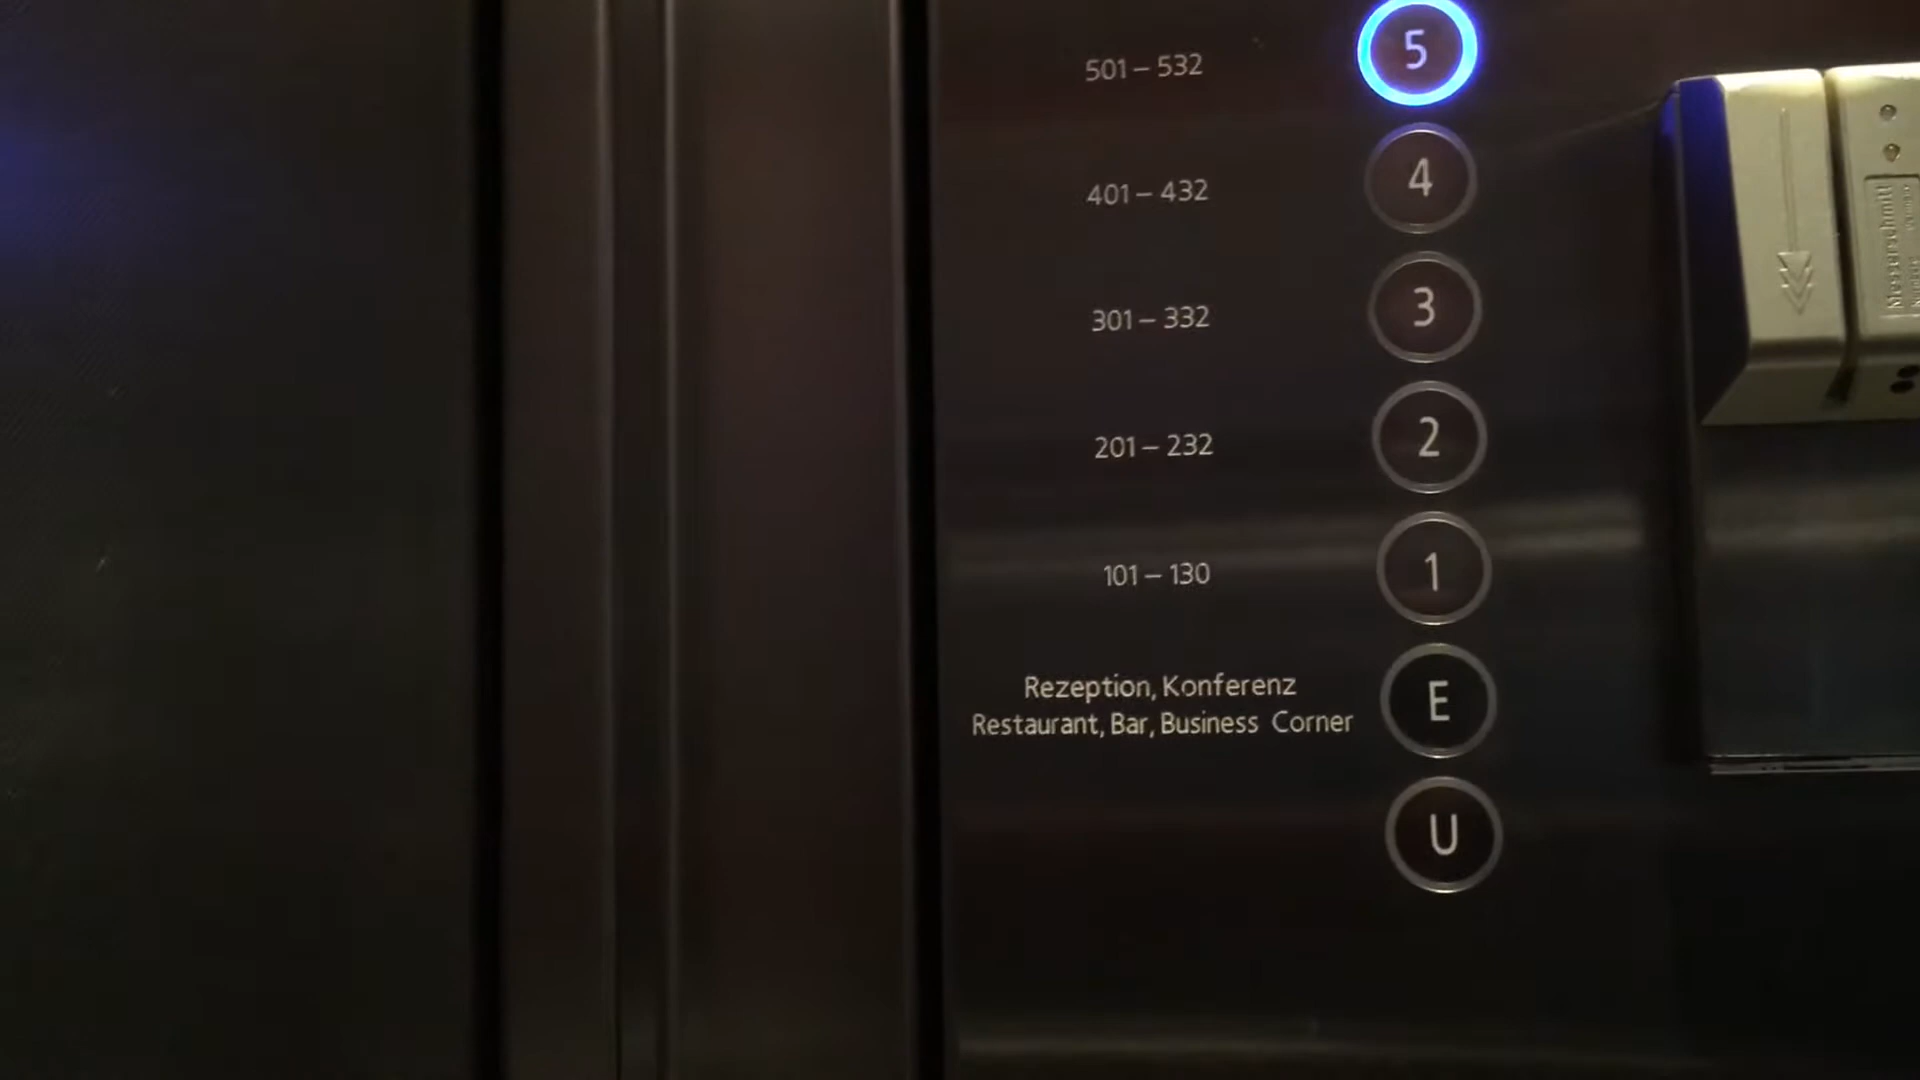 501 – 532 5
401 – 432 4
301 – 332 3
201 – 232 2
101 – 130 1
Rezeption, Konferenz
Restaurant, Bar, Business Corner E
U
Messerschmitt